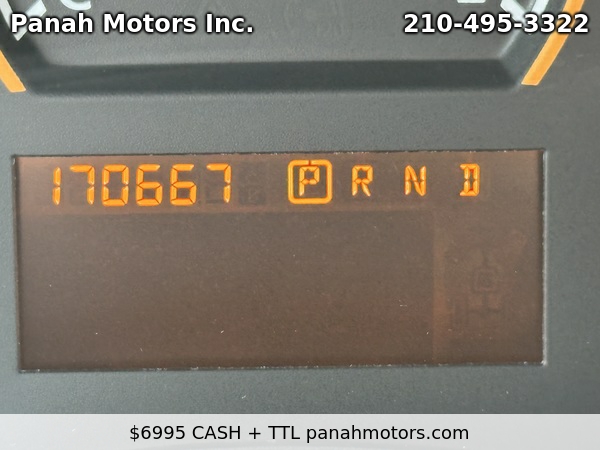 Panah Motors Inc. 210-495-3322
170667 P R N D
$6995 CASH + TTL panahmotors.com